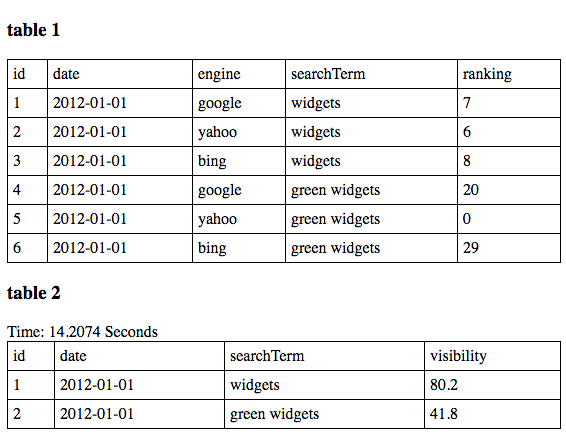 table 1
id date engine searchTerm ranking
1 2012-01-01 google widgets 7
2 2012-01-01 yahoo widgets 6
3 2012-01-01 bing widgets 8
4 2012-01-01 google green widgets 20
5 2012-01-01 yahoo green widgets 0
6 2012-01-01 bing green widgets 29
table 2
Time: 14.2074 Seconds
id date searchTerm visibility
1 2012-01-01 widgets 80.2
2 2012-01-01 green widgets 41.8